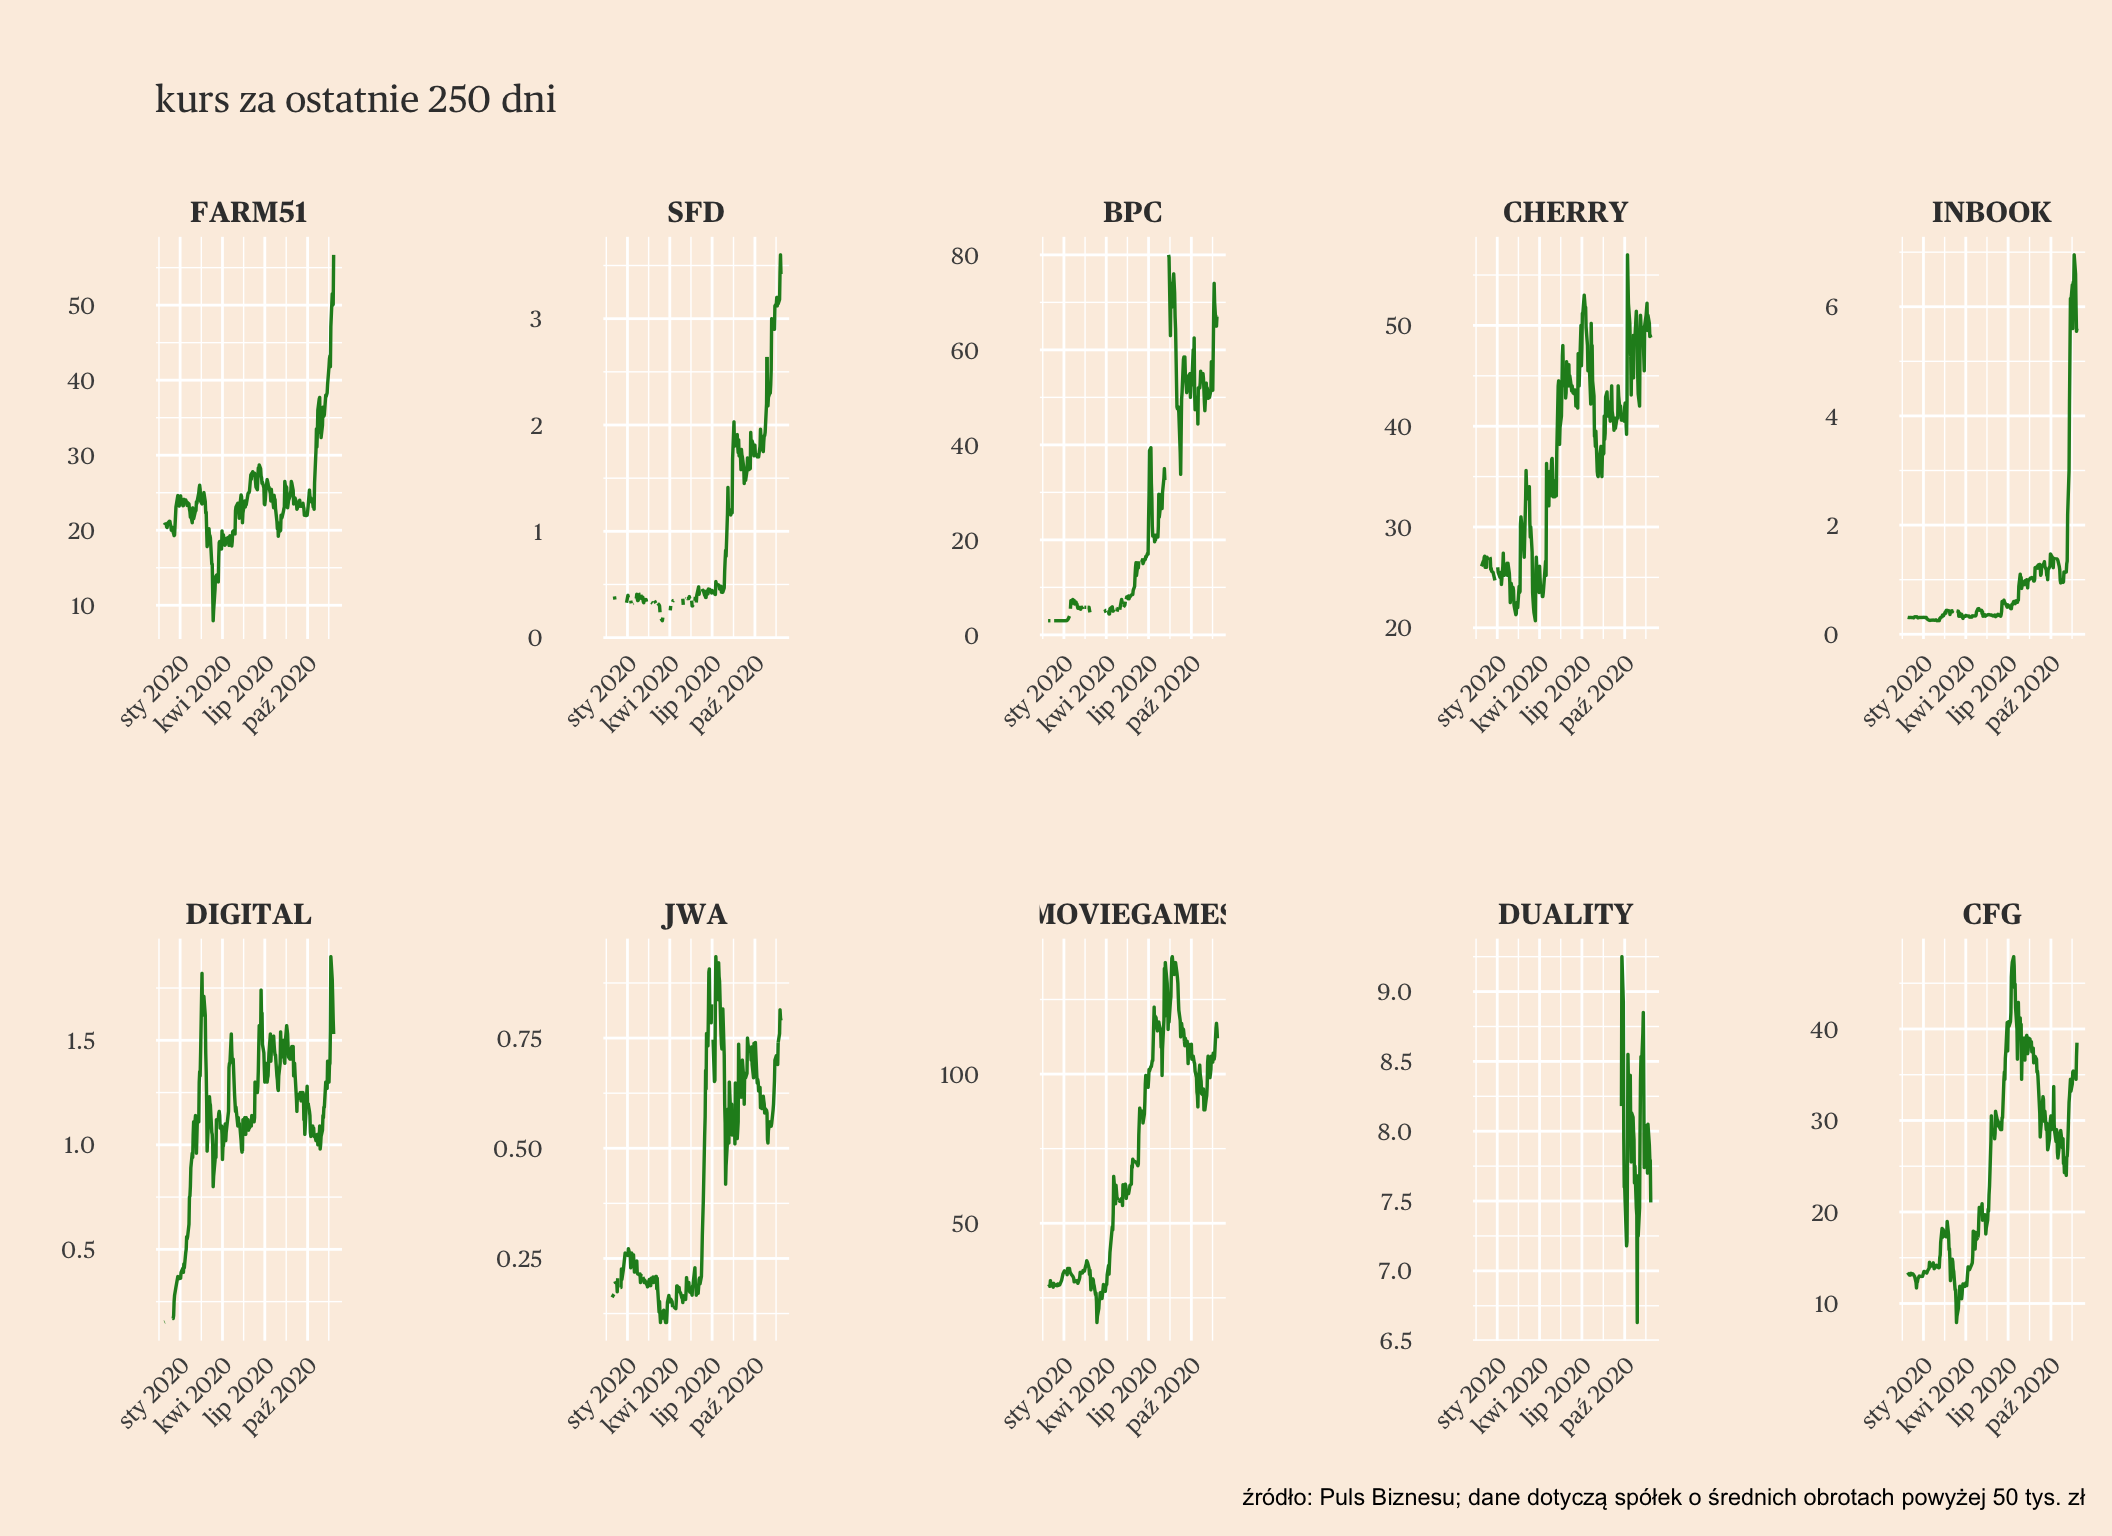 kurs za ostatnie 250 dni
FARM51 SFD BPC CHERRY INBOOK
50
40
30
20
10
sty 2020 kwi 2020 lip 2020 paź 2020
3
2
1
0
sty 2020 kwi 2020 lip 2020 paź 2020
80
60
40
20
0
sty 2020 kwi 2020 lip 2020 paź 2020
50
40
30
20
sty 2020 kwi 2020 lip 2020 paź 2020
6
4
2
0
sty 2020 kwi 2020 lip 2020 paź 2020
DIGITAL JWA MOVIEGAMES DUALITY CFG
1.5
1.0
0.5
sty 2020 kwi 2020 lip 2020 paź 2020
0.75
0.50
0.25
sty 2020 kwi 2020 lip 2020 paź 2020
100
50
sty 2020 kwi 2020 lip 2020 paź 2020
9.0
8.5
8.0
7.5
7.0
6.5
sty 2020 kwi 2020 lip 2020 paź 2020
40
30
20
10
sty 2020 kwi 2020 lip 2020 paź 2020
źródło: Puls Biznesu; dane dotyczą spółek o średnich obrotach powyżej 50 tys. zł